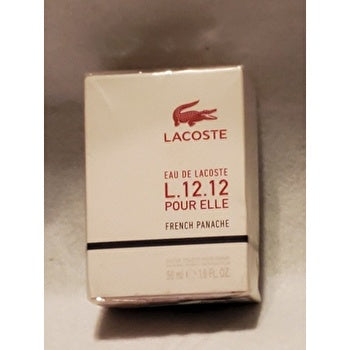 LACOSTE
EAU DE LACOSTE
L.12.12
POUR ELLE
FRENCH PANACHE
50 ml e 1.6 FL. OZ.